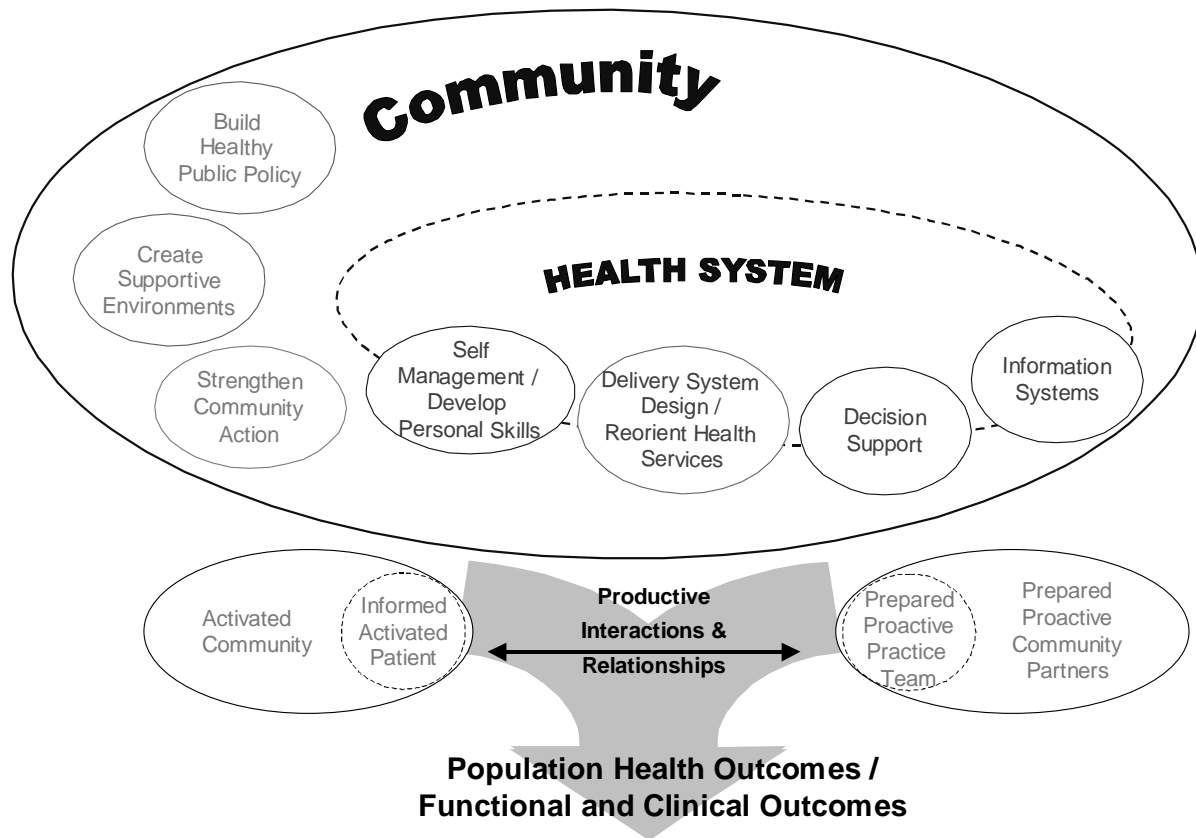 Community
Build
Healthy
Public Policy
Create
Supportive
Environments
Strengthen
Community
Action
HEALTH SYSTEM
Self
Management /
Develop
Personal Skills
Delivery System
Design /
Reorient Health
Services
Decision
Support
Information
Systems
Activated
Community
Informed
Activated
Patient
Productive
Interactions &
Relationships
Prepared
Proactive
Practice
Team
Prepared
Proactive
Community
Partners
Population Health Outcomes /
Functional and Clinical Outcomes